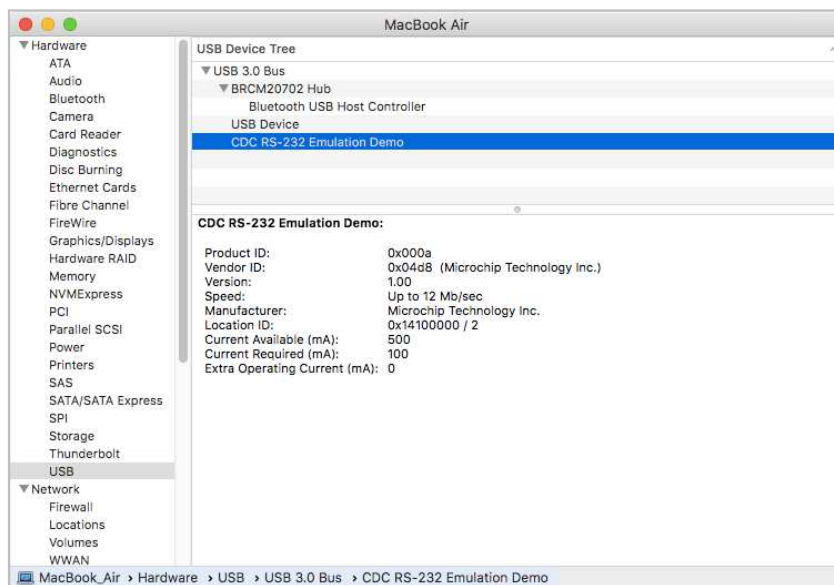 MacBook Air
Hardware
ATA
Audio
Bluetooth
Camera
Card Reader
Diagnostics
Disc Burning
Ethernet Cards
Fibre Channel
FireWire
Graphics/Displays
Hardware RAID
Memory
NVMExpress
PCI
Parallel SCSI
Power
Printers
SAS
SATA/SATA Express
SPI
Storage
Thunderbolt
USB
Network
Firewall
Locations
Volumes
WWAN
USB Device Tree
USB 3.0 Bus
BRCM20702 Hub
Bluetooth USB Host Controller
USB Device
CDC RS-232 Emulation Demo
CDC RS-232 Emulation Demo:
Product ID: 0x000a
Vendor ID: 0x04d8 (Microchip Technology Inc.)
Version: 1.00
Speed: Up to 12 Mb/sec
Manufacturer: Microchip Technology Inc.
Location ID: 0x14100000 / 2
Current Available (mA): 500
Current Required (mA): 100
Extra Operating Current (mA): 0
MacBook_Air › Hardware › USB › USB 3.0 Bus › CDC RS-232 Emulation Demo